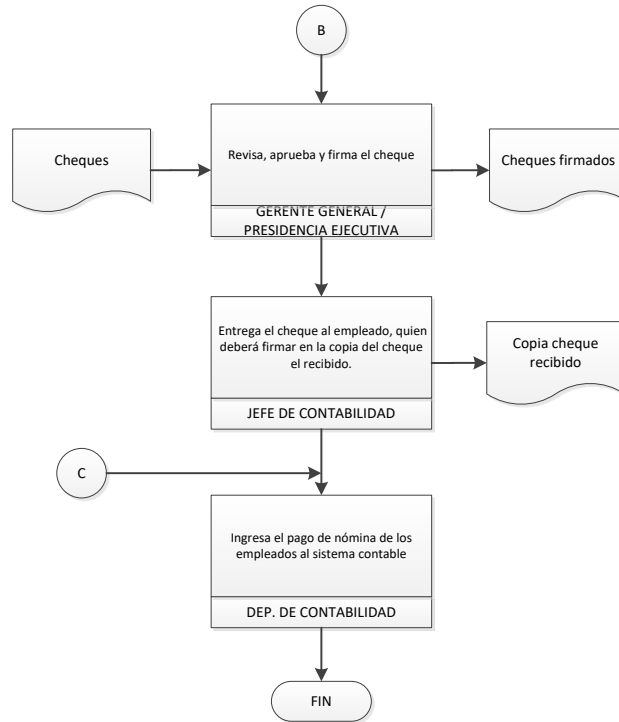 B
Cheques
Revisa, aprueba y firma el cheque
Cheques firmados
GERENTE GENERAL /
PRESIDENCIA EJECUTIVA
Entrega el cheque al empleado, quien
deberá firmar en la copia del cheque
el recibido.
Copia cheque
recibido
JEFE DE CONTABILIDAD
C
Ingresa el pago de nómina de los
empleados al sistema contable
DEP. DE CONTABILIDAD
FIN